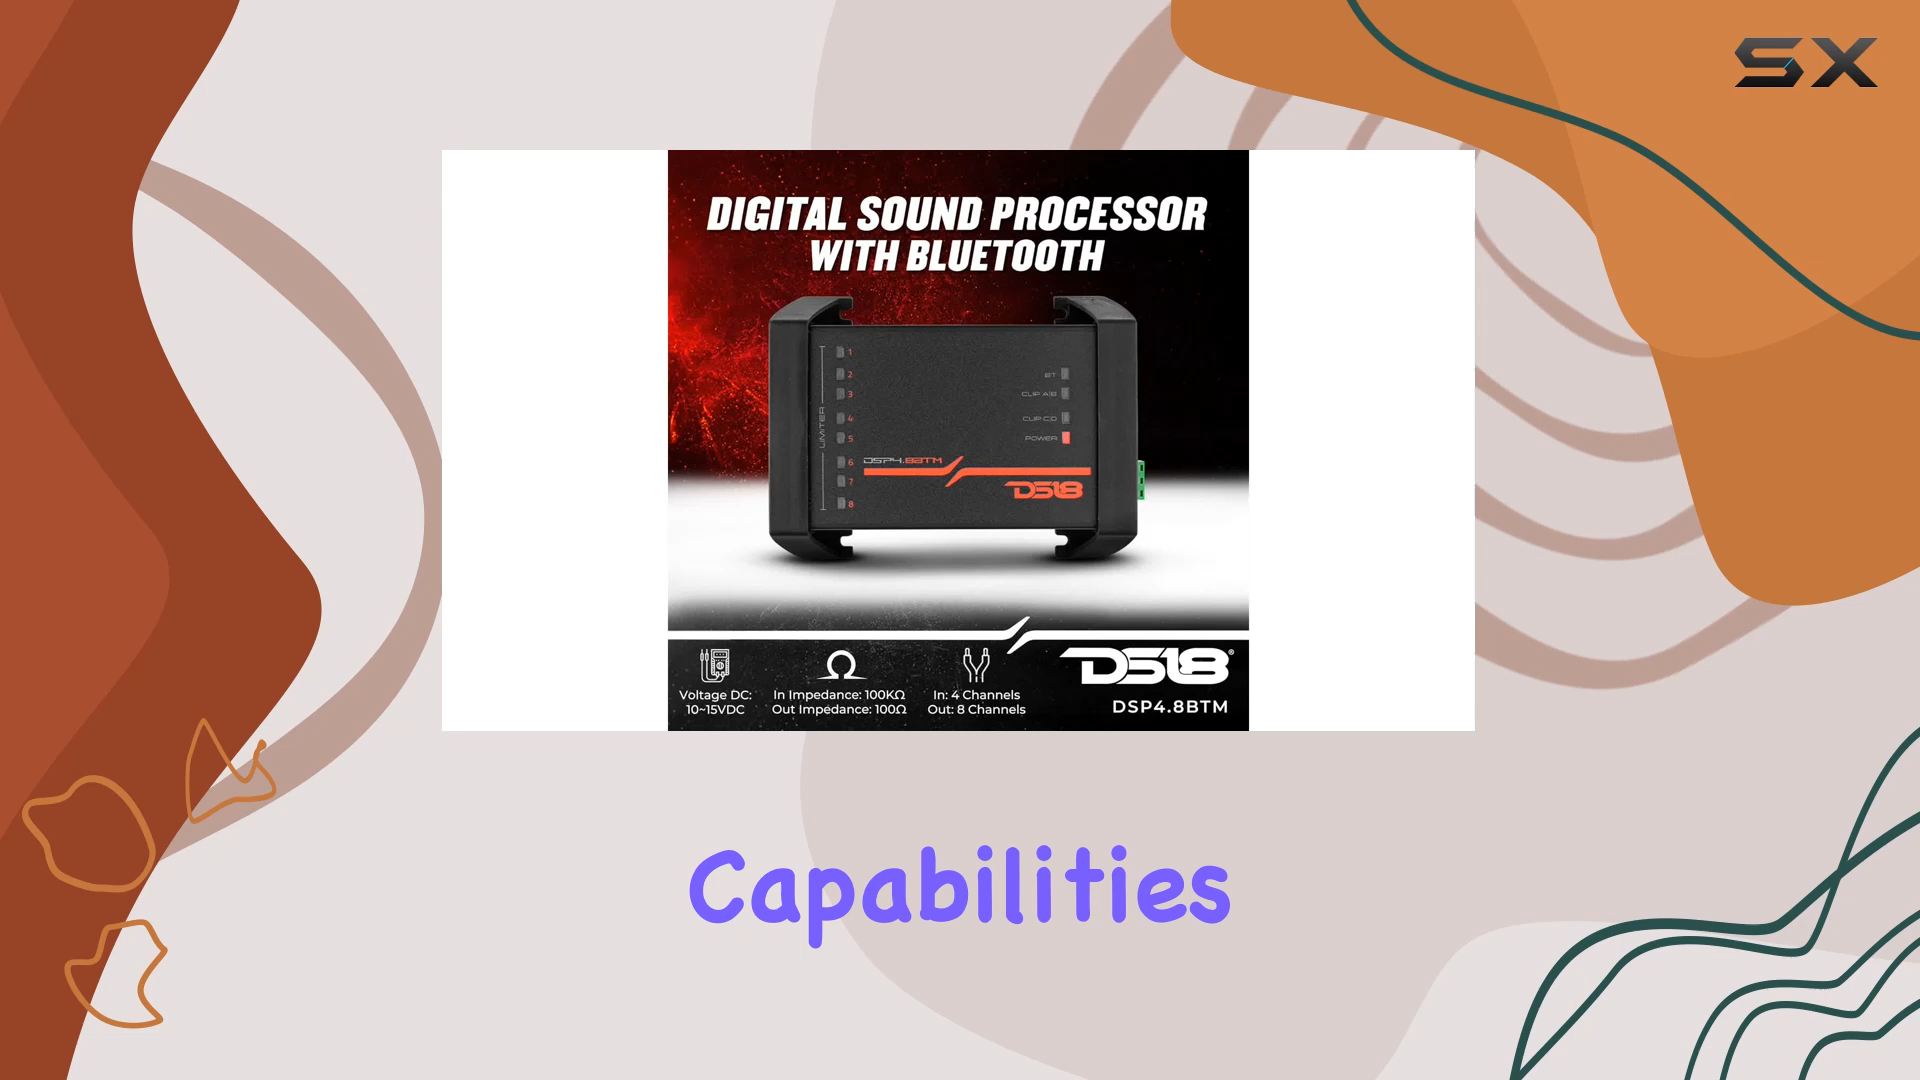 SX
DIGITAL SOUND PROCESSOR
WITH BLUETOOTH
LIMITER
1
2
3
4
5
6
7
8
BT
CLIP A|B
CLIP C|D
POWER
DSP4.8BTM
DS18
Voltage DC:
10~15VDC
In Impedance: 100KΩ
Out Impedance: 100Ω
In: 4 Channels
Out: 8 Channels
DS18®
DSP4.8BTM
Capabilities